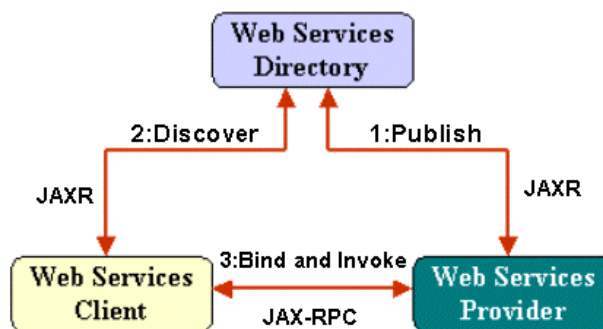 Web Services
Directory
2:Discover
1:Publish
JAXR
JAXR
Web Services
Client
3:Bind and Invoke
JAX-RPC
Web Services
Provider